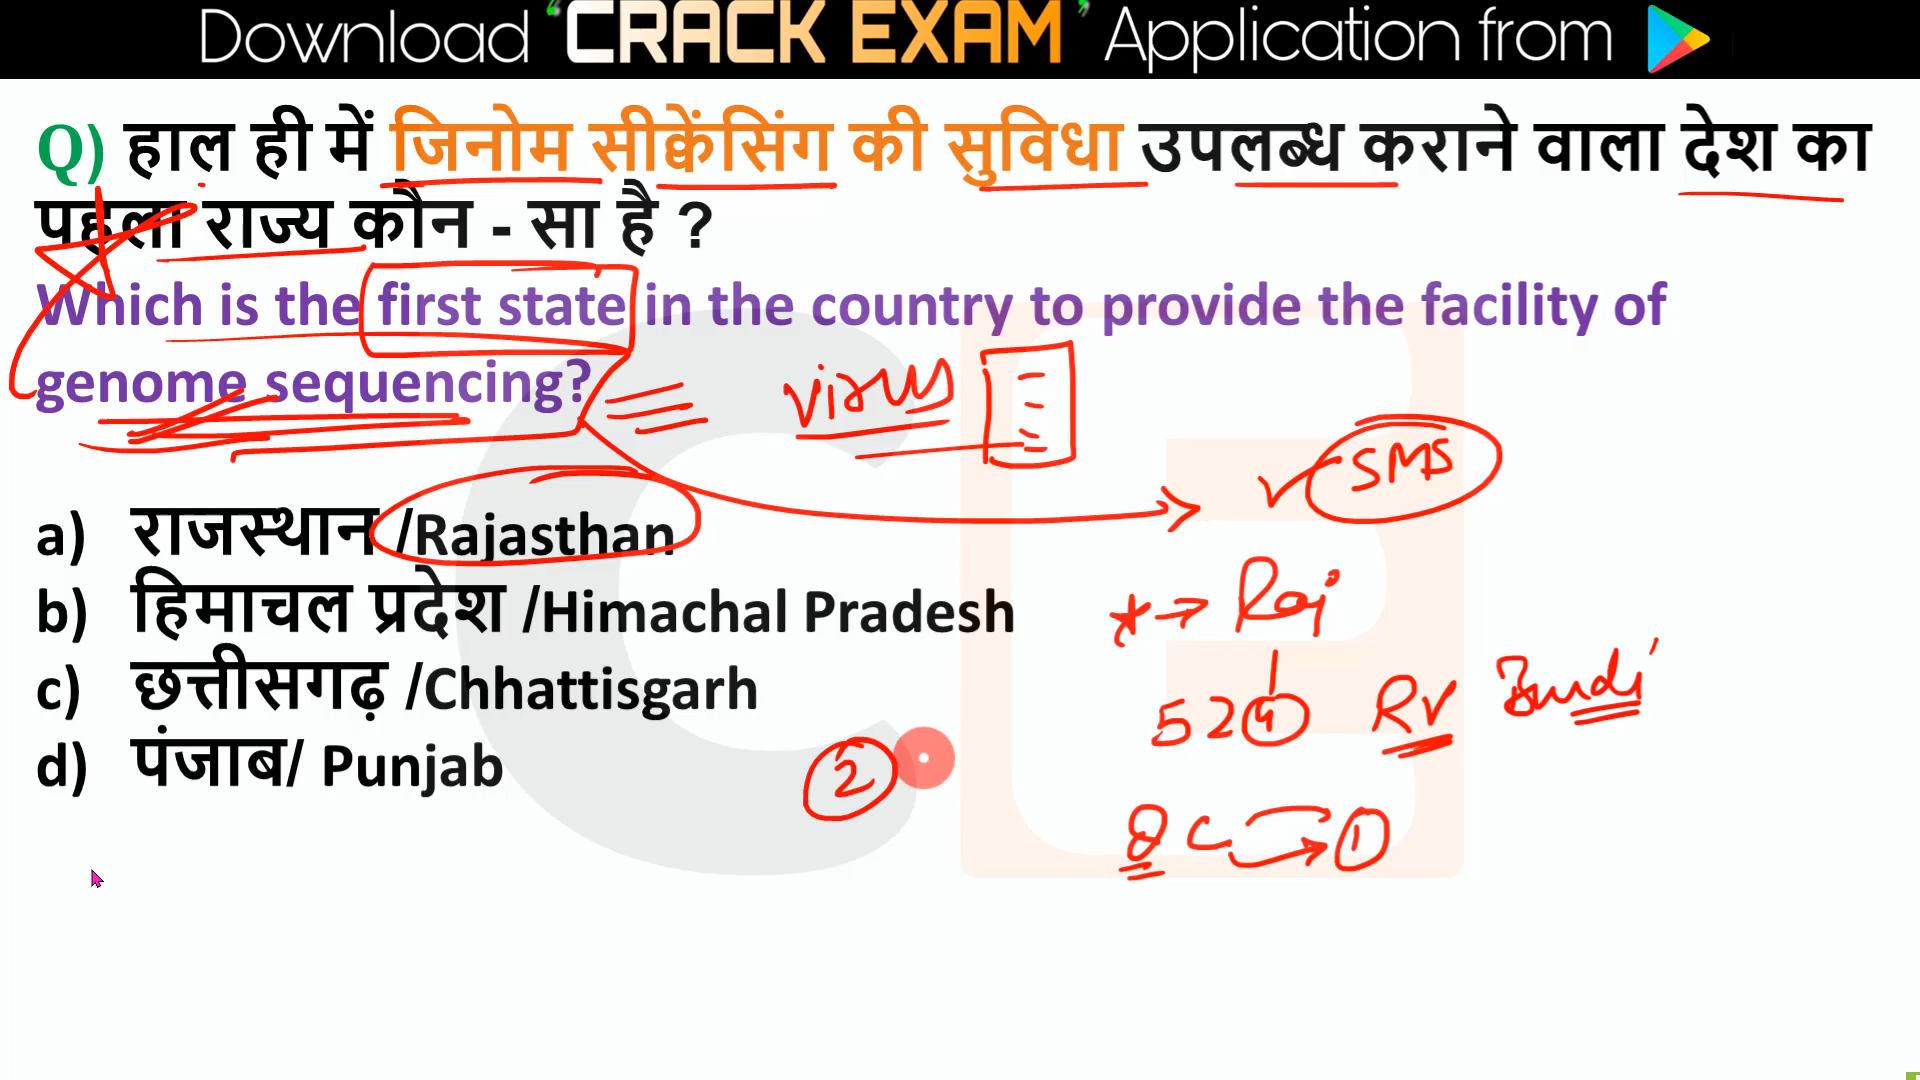 Download 'CRACK EXAM' Application from
Q) हाल ही में जिनोम सीक्वेंसिंग की सुविधा उपलब्ध कराने वाला देश का
पहला राज्य कौन - सा है ?
Which is the first state in the country to provide the facility of
genome sequencing?
virus
SMS
a) राजस्थान /Rajasthan
b) हिमाचल प्रदेश /Himachal Pradesh
Raj
c) छत्तीसगढ़ /Chhattisgarh
524 RV Bundi
d) पंजाब/ Punjab
2
8 C 1